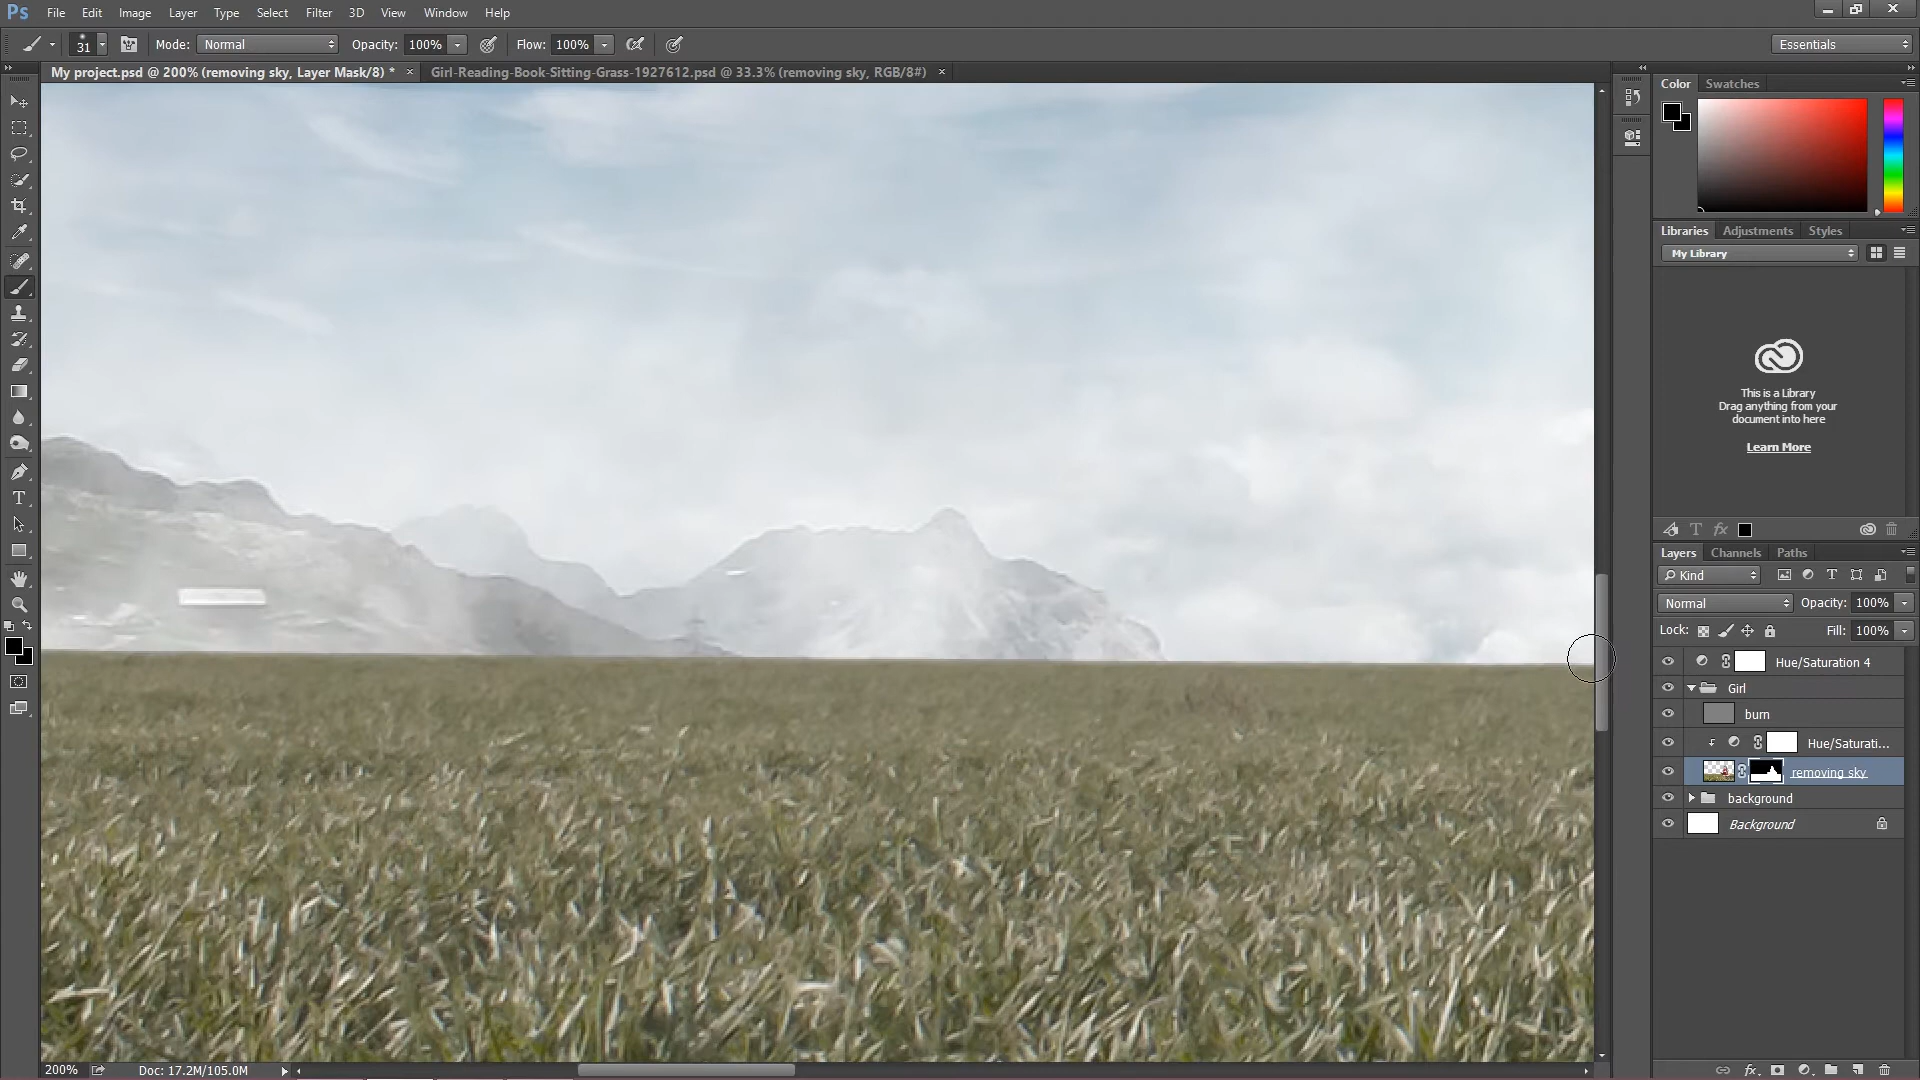 Ps File Edit Image Layer Type Select Filter 3D View Window Help
31 Mode: Normal Opacity: 100% Flow: 100% Essentials
My project.psd @ 200% (removing sky, Layer Mask/8) * × Girl-Reading-Book-Sitting-Grass-1927612.psd @ 33.3% (removing sky, RGB/8#) ×
Color Swatches
Libraries Adjustments Styles
My Library
This is a Library
Drag anything from your
document into here
Learn More
Layers Channels Paths
Kind
Normal Opacity: 100%
Lock: Fill: 100%
Hue/Saturation 4
Girl
burn
Hue/Saturati...
removing sky
background
Background
200% Doc: 17.2M/105.0M